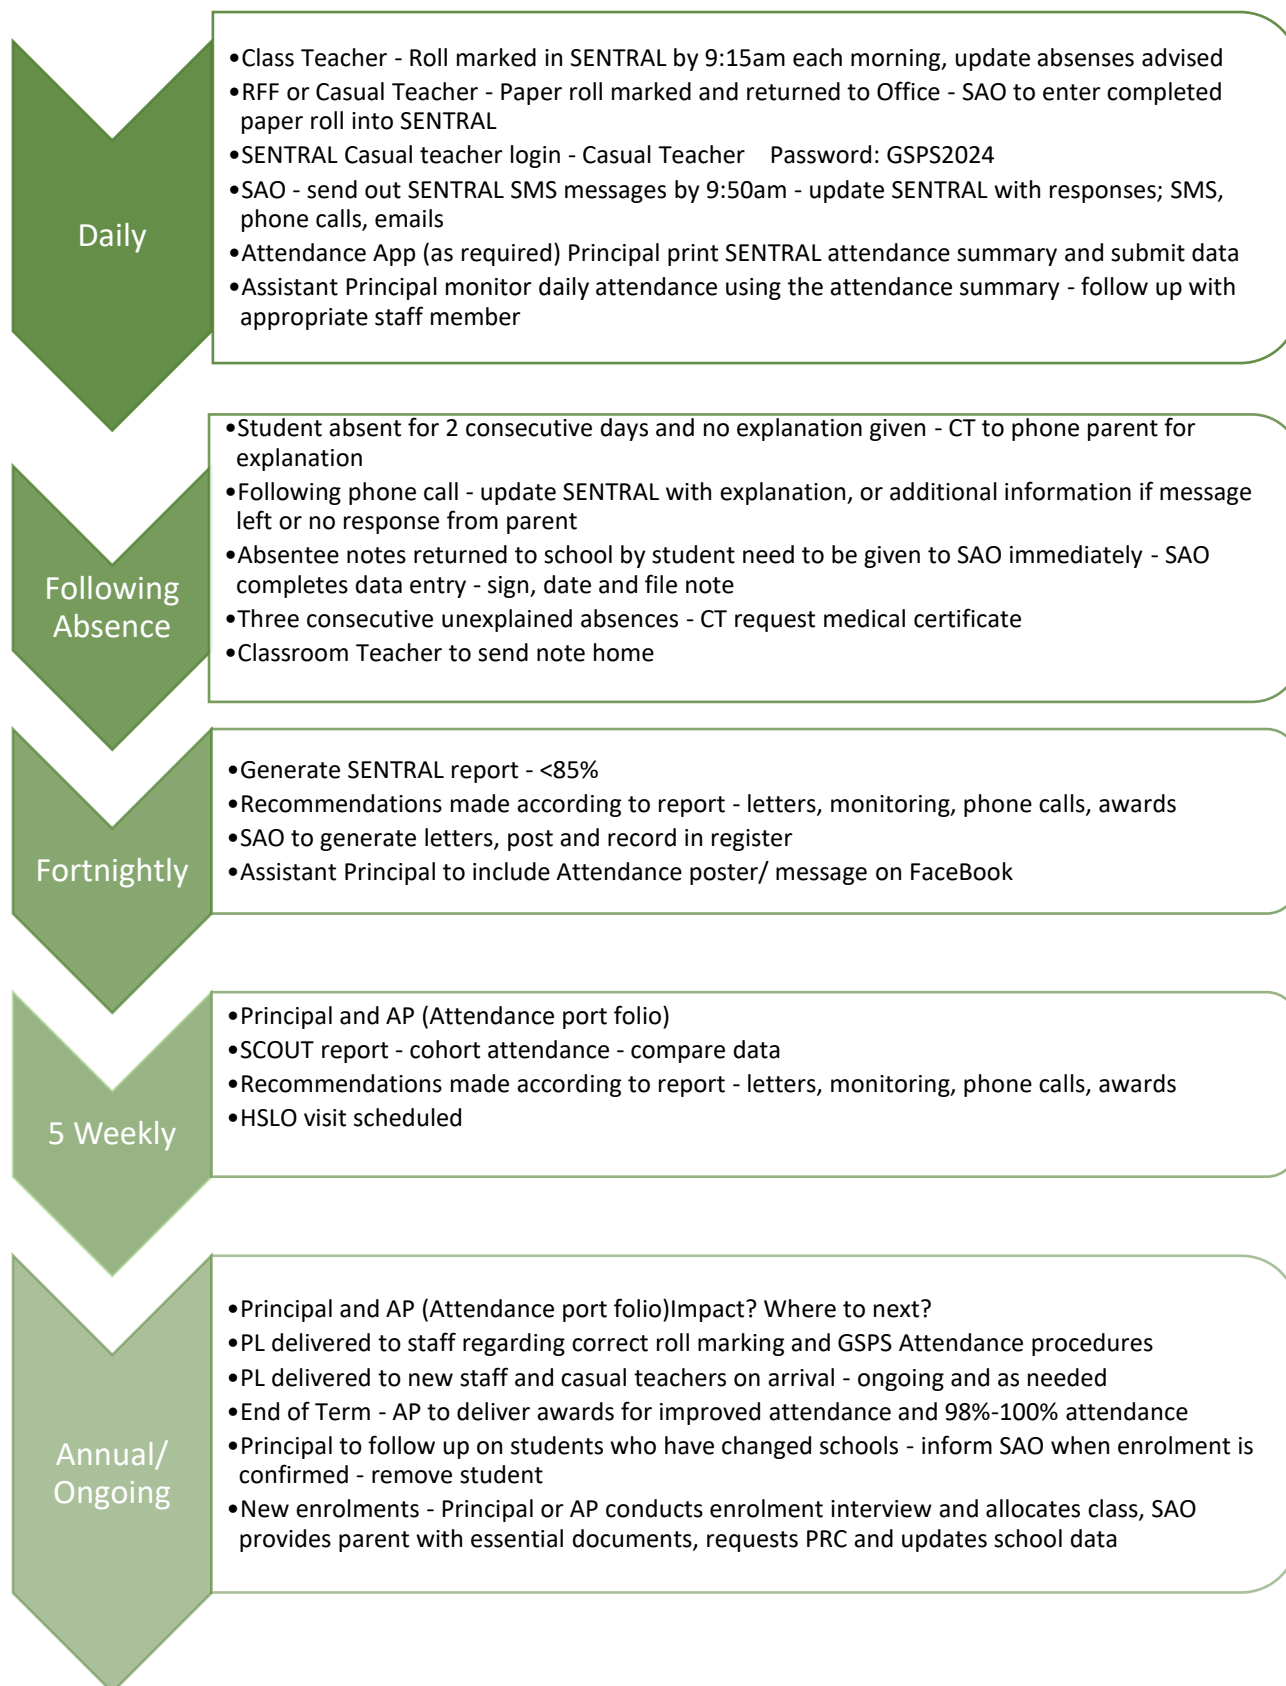 Daily
•Class Teacher - Roll marked in SENTRAL by 9:15am each morning, update absenses advised
•RFF or Casual Teacher - Paper roll marked and returned to Office - SAO to enter completed
paper roll into SENTRAL
•SENTRAL Casual teacher login - Casual Teacher    Password: GSPS2024
•SAO - send out SENTRAL SMS messages by 9:50am - update SENTRAL with responses; SMS,
phone calls, emails
•Attendance App (as required) Principal print SENTRAL attendance summary and submit data
•Assistant Principal monitor daily attendance using the attendance summary - follow up with
appropriate staff member
Following
Absence
•Student absent for 2 consecutive days and no explanation given - CT to phone parent for
explanation
•Following phone call - update SENTRAL with explanation, or additional information if message
left or no response from parent
•Absentee notes returned to school by student need to be given to SAO immediately - SAO
completes data entry - sign, date and file note
•Three consecutive unexplained absences - CT request medical certificate
•Classroom Teacher to send note home
Fortnightly
•Generate SENTRAL report - <85%
•Recommendations made according to report - letters, monitoring, phone calls, awards
•SAO to generate letters, post and record in register
•Assistant Principal to include Attendance poster/ message on FaceBook
5 Weekly
•Principal and AP (Attendance port folio)
•SCOUT report - cohort attendance - compare data
•Recommendations made according to report - letters, monitoring, phone calls, awards
•HSLO visit scheduled
Annual/
Ongoing
•Principal and AP (Attendance port folio)Impact? Where to next?
•PL delivered to staff regarding correct roll marking and GSPS Attendance procedures
•PL delivered to new staff and casual teachers on arrival - ongoing and as needed
•End of Term - AP to deliver awards for improved attendance and 98%-100% attendance
•Principal to follow up on students who have changed schools - inform SAO when enrolment is
confirmed - remove student
•New enrolments - Principal or AP conducts enrolment interview and allocates class, SAO
provides parent with essential documents, requests PRC and updates school data